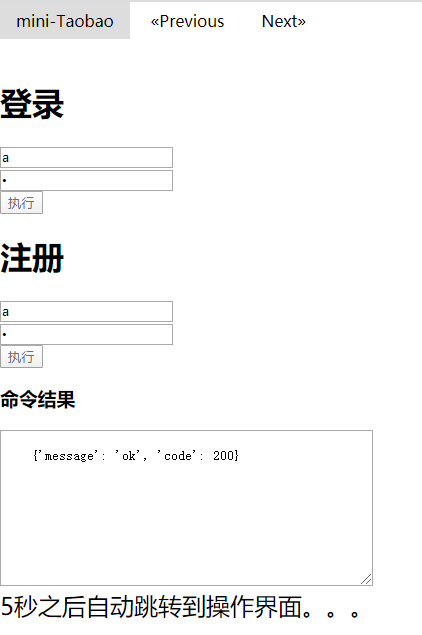 mini-Taobao «Previous Next»
登录
a
•
执行
注册
a
•
执行
命令结果
{'message': 'ok', 'code': 200}
5秒之后自动跳转到操作界面。。。